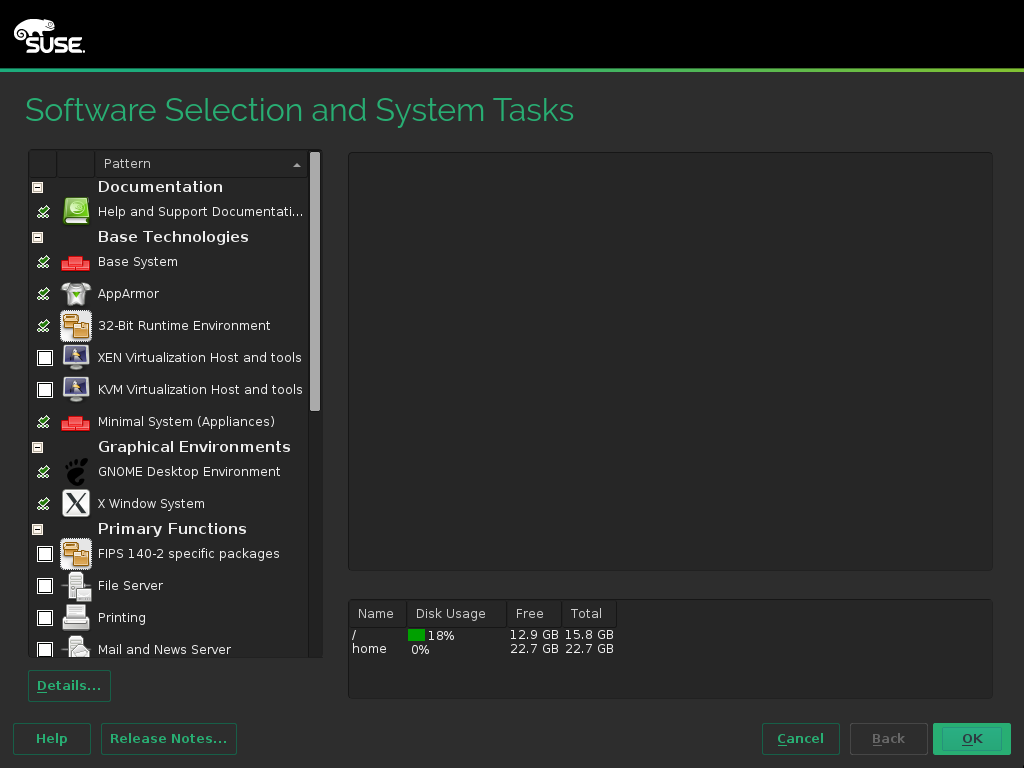 SUSE
Software Selection and System Tasks
Pattern
Documentation
Help and Support Documentati...
Base Technologies
Base System
AppArmor
32-Bit Runtime Environment
XEN Virtualization Host and tools
KVM Virtualization Host and tools
Minimal System (Appliances)
Graphical Environments
GNOME Desktop Environment
X Window System
Primary Functions
FIPS 140-2 specific packages
File Server
Printing
Mail and News Server
Name Disk Usage Free Total
/ 18% 12.9 GB 15.8 GB
home 0% 22.7 GB 22.7 GB
Details...
Help Release Notes... Cancel Back OK